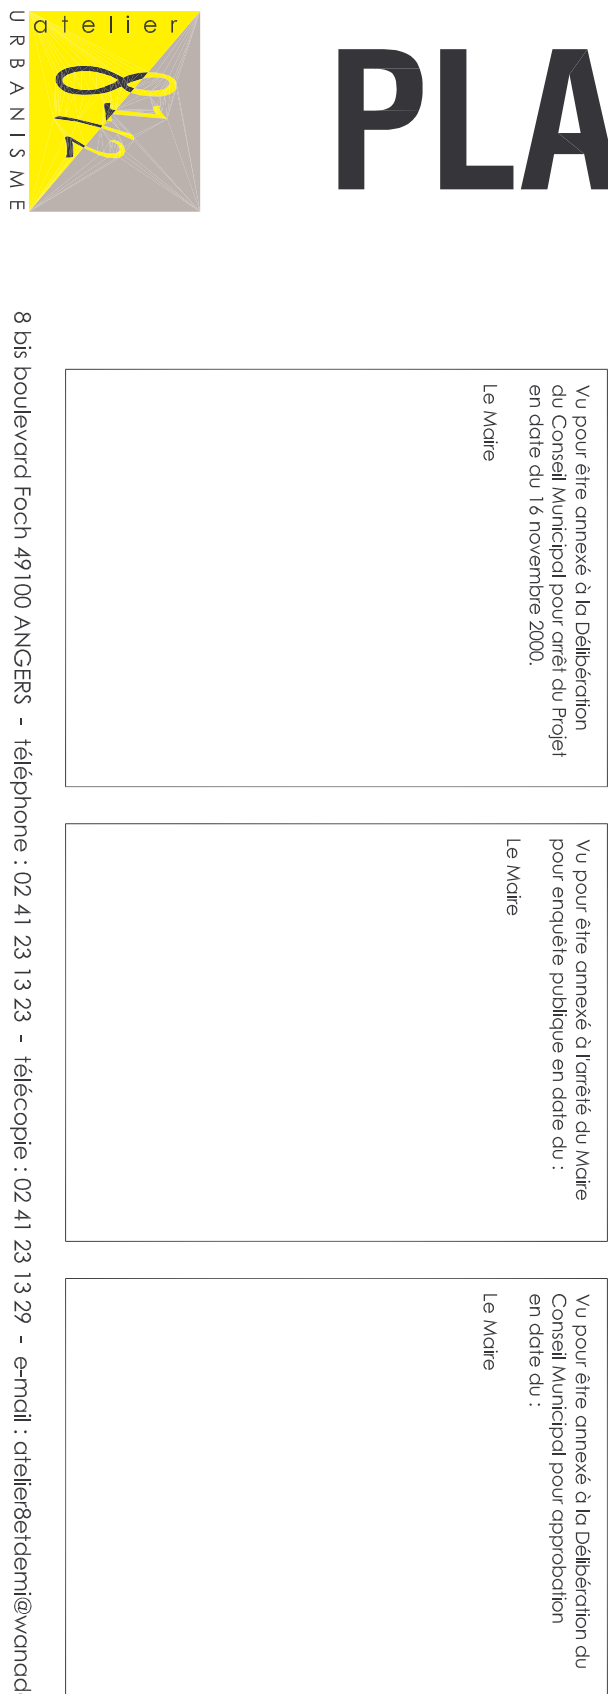 atelier
8 1/2
URBANISME
PLA
Vu pour être annexé à la Délibération
du Conseil Municipal pour arrêt du Projet
en date du 16 novembre 2000.
Le Maire
Vu pour être annexé à l'arrêté du Maire
pour enquête publique en date du :
Le Maire
Vu pour être annexé à la Délibération du
Conseil Municipal pour approbation
en date du :
Le Maire
8 bis boulevard Foch 49100 ANGERS - téléphone : 02 41 23 13 23 - télécopie : 02 41 23 13 29 - e-mail : atelier8etdemi@wanad